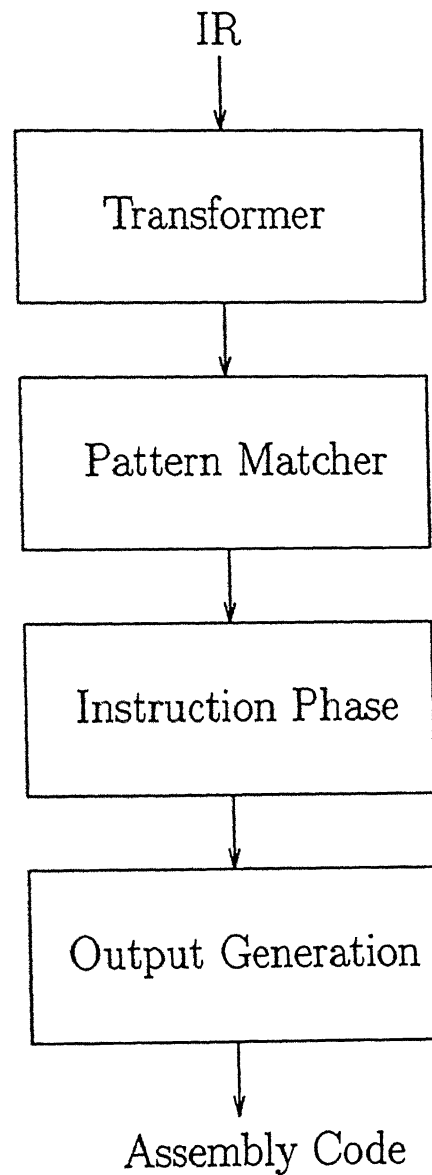 IR
Transformer
Pattern Matcher
Instruction Phase
Output Generation
Assembly Code